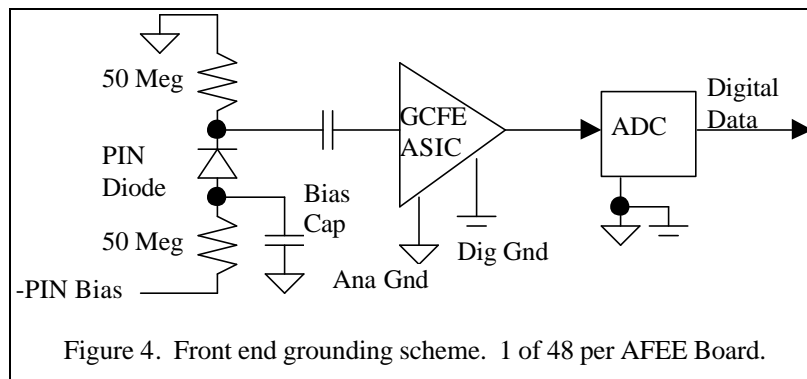 50 Meg
PIN
Diode
50 Meg
-PIN Bias
Bias
Cap
GCFE
ASIC
Ana Gnd
Dig Gnd
ADC
Digital
Data
Figure 4.  Front end grounding scheme.  1 of 48 per AFEE Board.